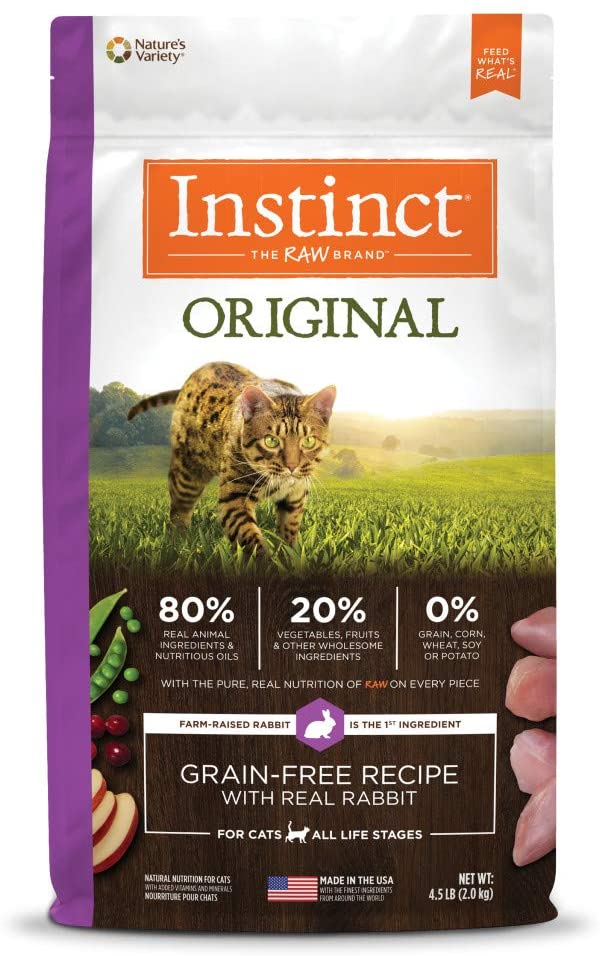 Nature's
Variety®
FEED
WHAT'S
REAL®
Instinct®
THE RAW BRAND™
ORIGINAL
80%
REAL ANIMAL
INGREDIENTS &
NUTRITIOUS OILS
20%
VEGETABLES, FRUITS
& OTHER WHOLESOME
INGREDIENTS
0%
GRAIN, CORN,
WHEAT, SOY
OR POTATO
WITH THE PURE, REAL NUTRITION OF RAW ON EVERY PIECE
FARM-RAISED RABBIT IS THE 1ST INGREDIENT
GRAIN-FREE RECIPE
WITH REAL RABBIT
FOR CATS ALL LIFE STAGES
NATURAL NUTRITION FOR CATS
WITH ADDED VITAMINS AND MINERALS
NOURRITURE POUR CHATS
MADE IN THE USA
WITH THE FINEST INGREDIENTS
FROM AROUND THE WORLD
NET WT:
4.5 LB (2.0 kg)